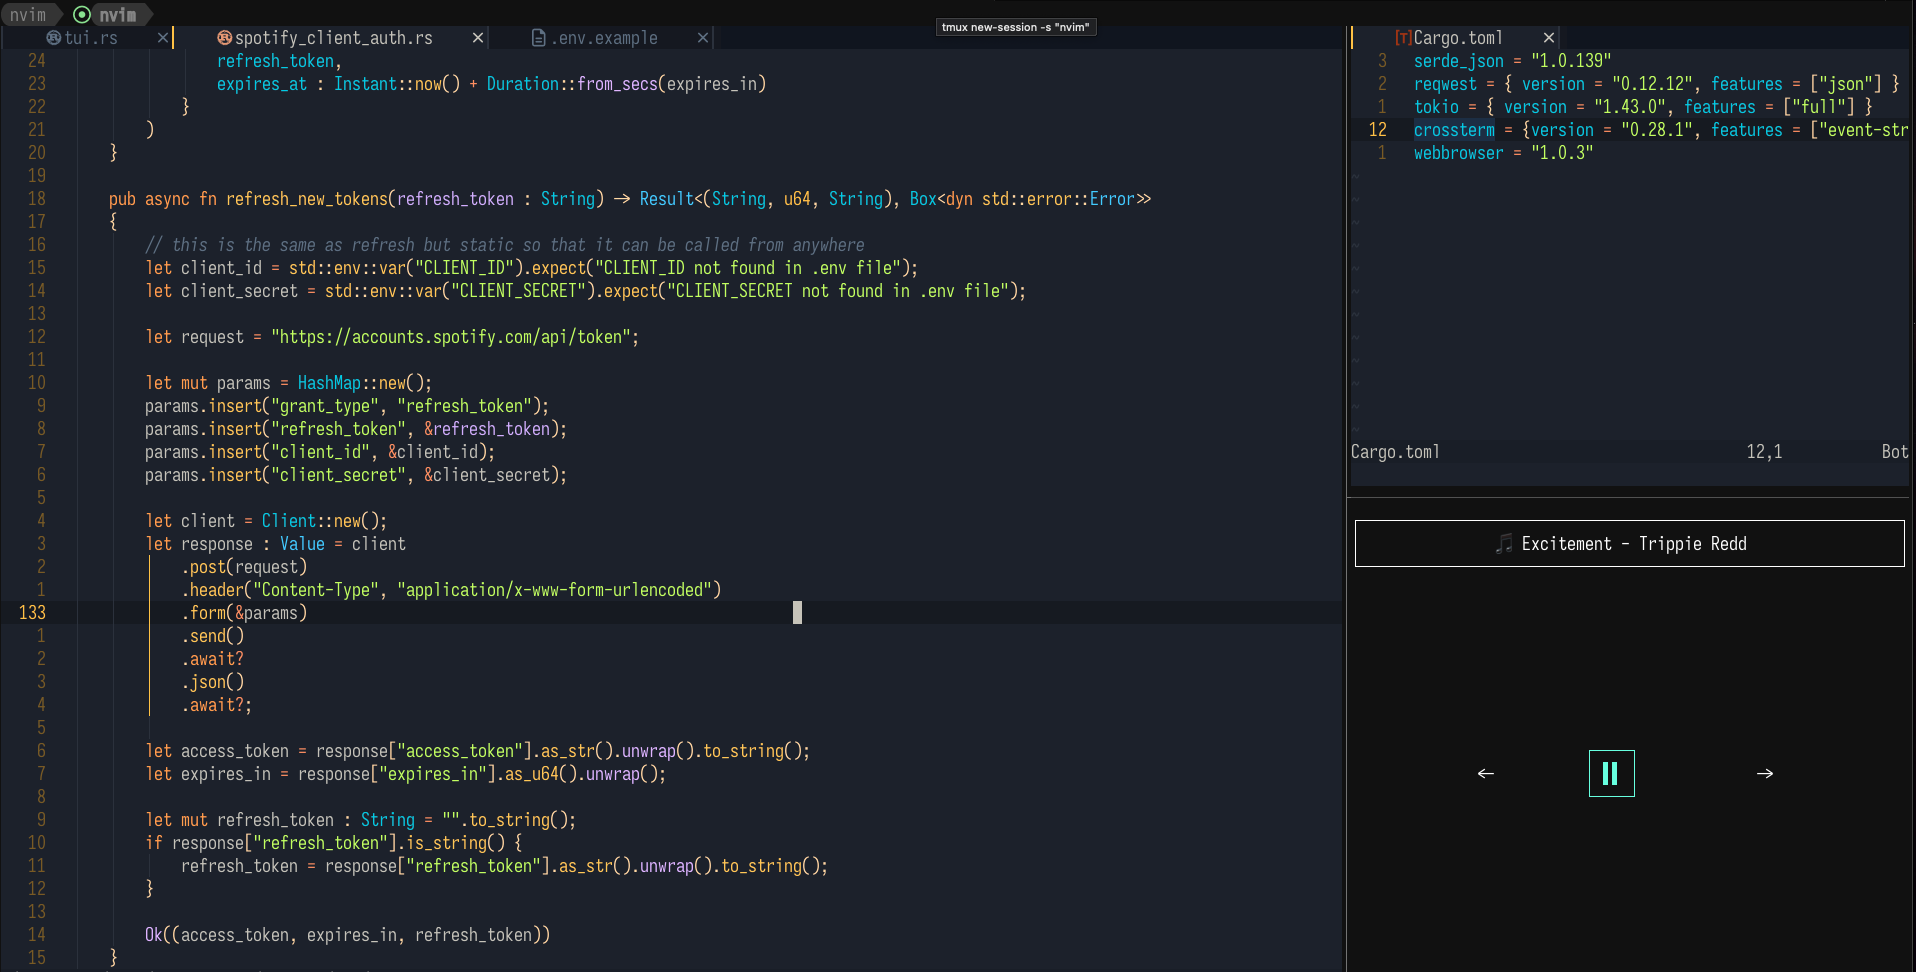 nvim nvim
tmux new-session -s "nvim"
tui.rs × spotify_client_auth.rs × .env.example ×
24 refresh_token,
23 expires_at : Instant::now() + Duration::from_secs(expires_in)
22 }
21 )
20 }
19
18 pub async fn refresh_new_tokens(refresh_token : String) -> Result<(String, u64, String), Box<dyn std::error::Error>>
17 {
16 // this is the same as refresh but static so that it can be called from anywhere
15 let client_id = std::env::var("CLIENT_ID").expect("CLIENT_ID not found in .env file");
14 let client_secret = std::env::var("CLIENT_SECRET").expect("CLIENT_SECRET not found in .env file");
13
12 let request = "https://accounts.spotify.com/api/token";
11
10 let mut params = HashMap::new();
9 params.insert("grant_type", "refresh_token");
8 params.insert("refresh_token", &refresh_token);
7 params.insert("client_id", &client_id);
6 params.insert("client_secret", &client_secret);
5
4 let client = Client::new();
3 let response : Value = client
2 .post(request)
1 .header("Content-Type", "application/x-www-form-urlencoded")
133 .form(&params)
1 .send()
2 .await?
3 .json()
4 .await?;
5
6 let access_token = response["access_token"].as_str().unwrap().to_string();
7 let expires_in = response["expires_in"].as_u64().unwrap();
8
9 let mut refresh_token : String = "".to_string();
10 if response["refresh_token"].is_string() {
11 refresh_token = response["refresh_token"].as_str().unwrap().to_string();
12 }
13
14 Ok((access_token, expires_in, refresh_token))
15 }
[T]Cargo.toml ×
3 serde_json = "1.0.139"
2 reqwest = { version = "0.12.12", features = ["json"] }
1 tokio = { version = "1.43.0", features = ["full"] }
12 crossterm = {version = "0.28.1", features = ["event-str
1 webbrowser = "1.0.3"
~
~
~
~
~
~
~
~
~
~
~
~
Cargo.toml 12,1 Bot
🎵 Excitement - Trippie Redd
← ⏸ →